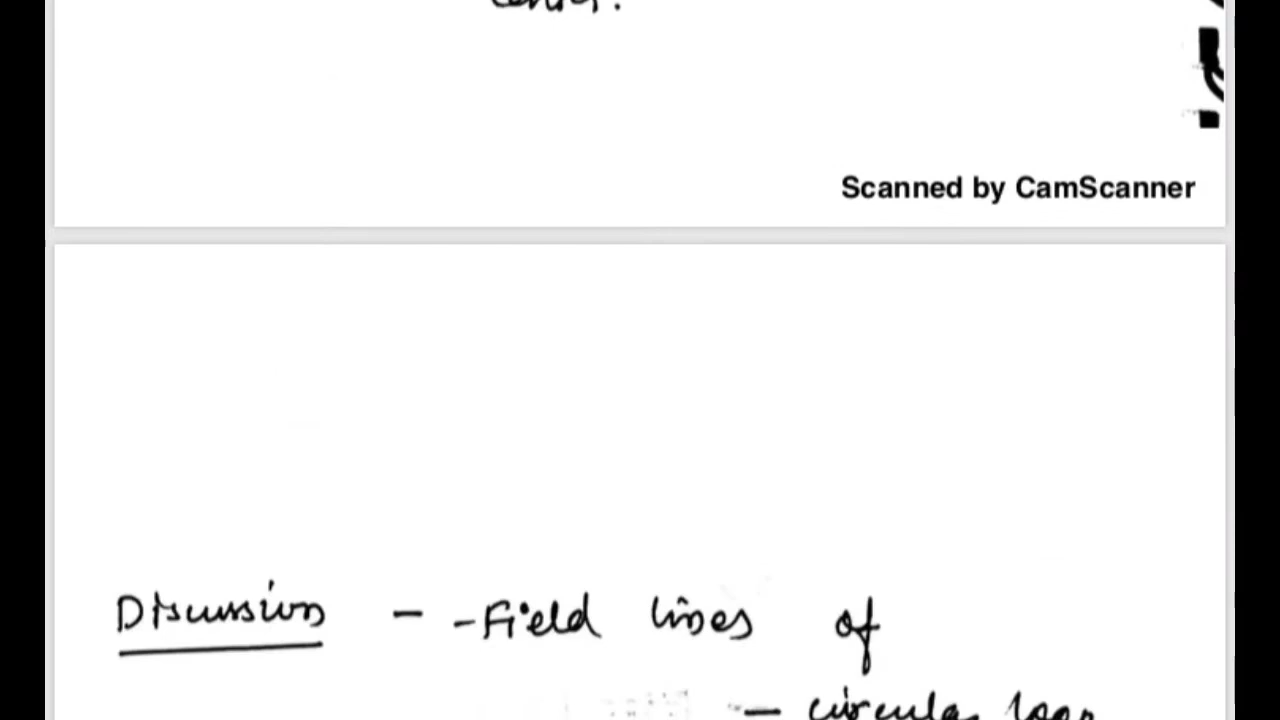 Scanned by CamScanner
Discussion - - Field lines of
- circular loop